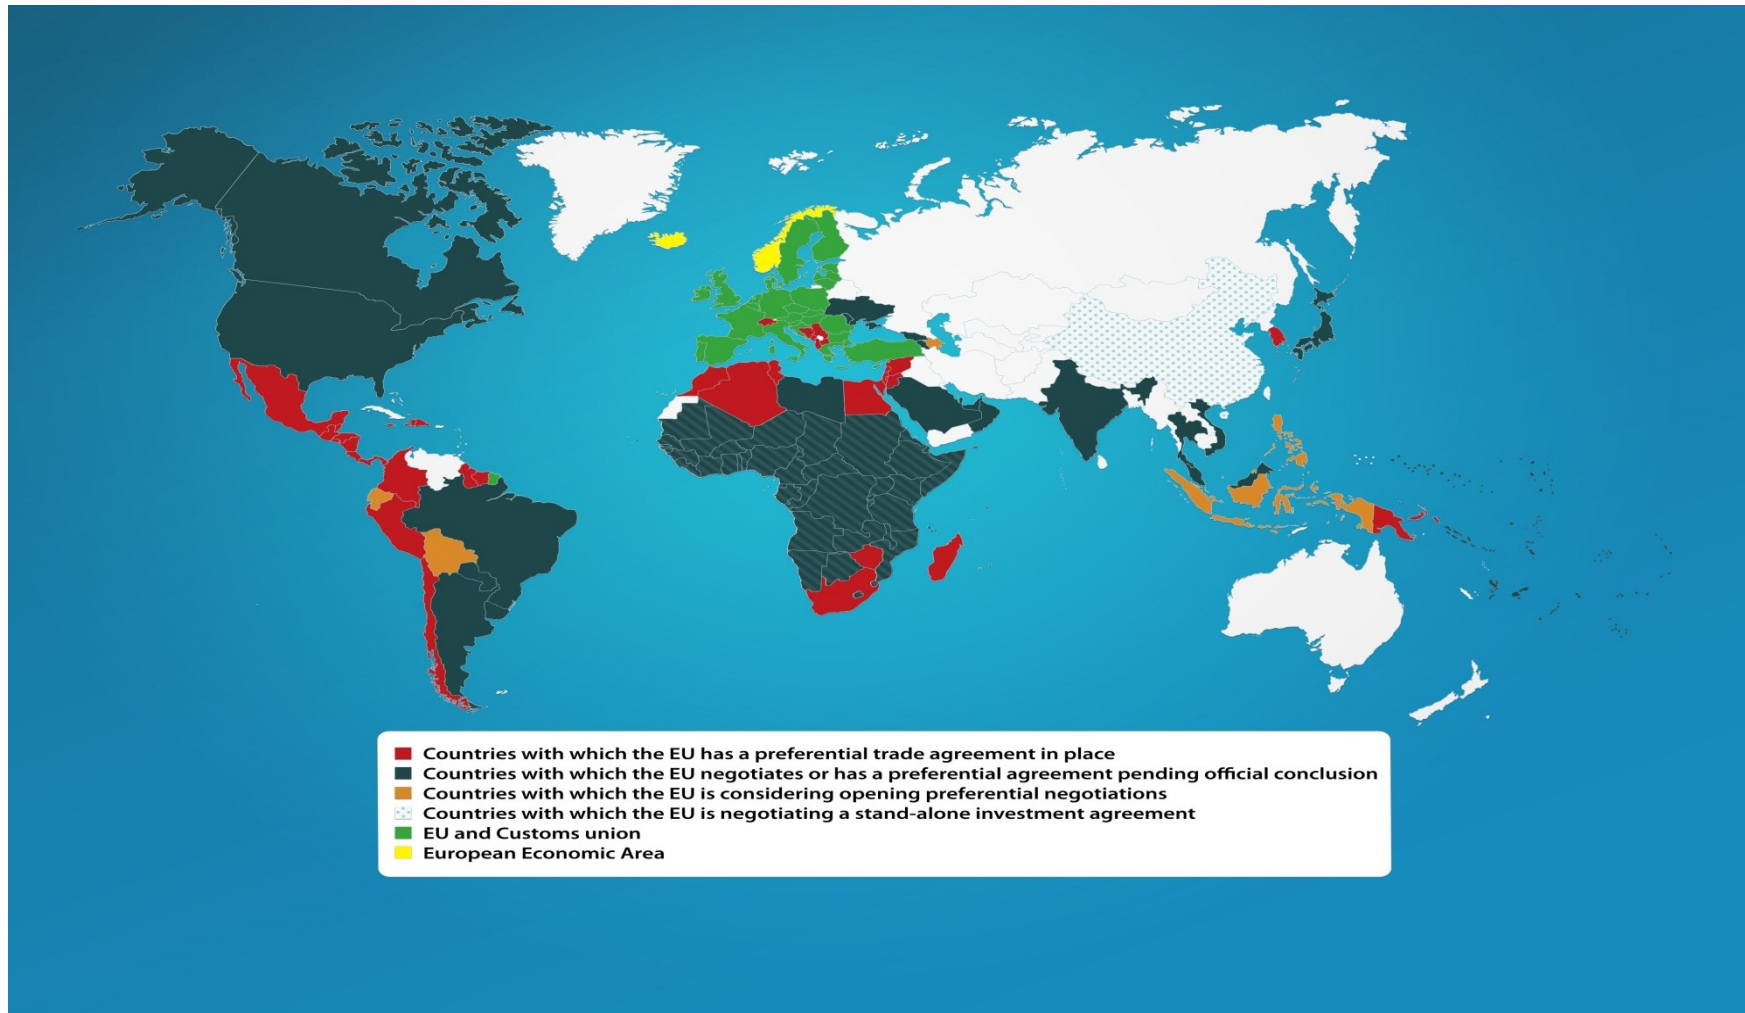 Countries with which the EU has a preferential trade agreement in place
Countries with which the EU negotiates or has a preferential agreement pending official conclusion
Countries with which the EU is considering opening preferential negotiations
Countries with which the EU is negotiating a stand-alone investment agreement
EU and Customs union
European Economic Area